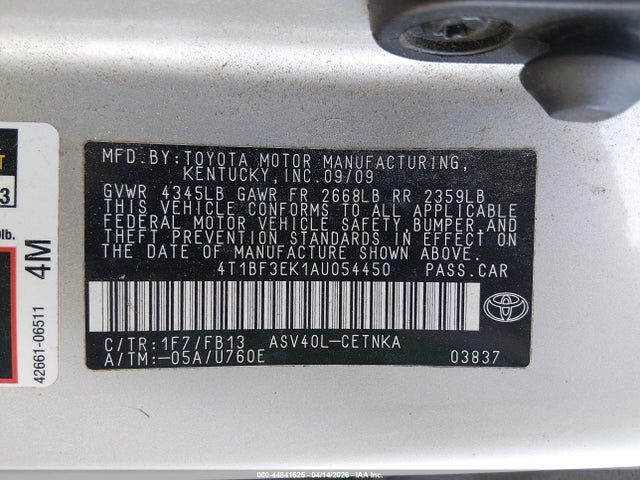 MFD.BY:TOYOTA MOTOR MANUFACTURING,
KENTUCKY,INC.09/09
GVWR 4345LB GAWR FR 2668LB RR 2359LB
THIS VEHICLE CONFORMS TO ALL APPLICABLE
FEDERAL MOTOR VEHICLE SAFETY,BUMPER,AND
THEFT PREVENTION STANDARDS IN EFFECT ON
THE DATE OF MANUFACTURE SHOWN ABOVE.
4T1BF3EK1AU054450 PASS.CAR
C/TR:1F7/FB13 ASV40L-CETNKA
A/TM:-05A/U760E 03837
T
3
lb.
4M
42661-06511
000-44841625 - 04/14/2026 - IAA, Inc.